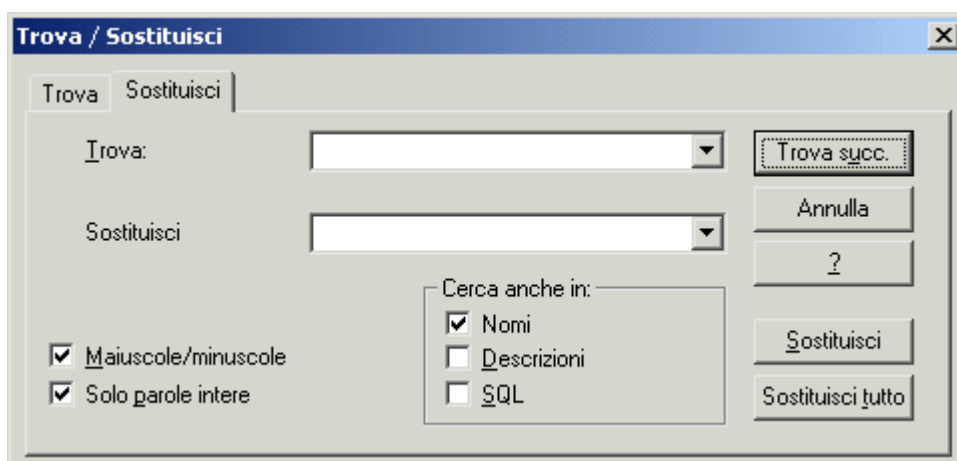 Trova / Sostituisci
Trova Sostituisci
Trova:
Trova succ.
Annulla
Sostituisci
?
Cerca anche in:
Nomi
Maiuscole/minuscole
Descrizioni
Sostituisci
Solo parole intere
SQL
Sostituisci tutto